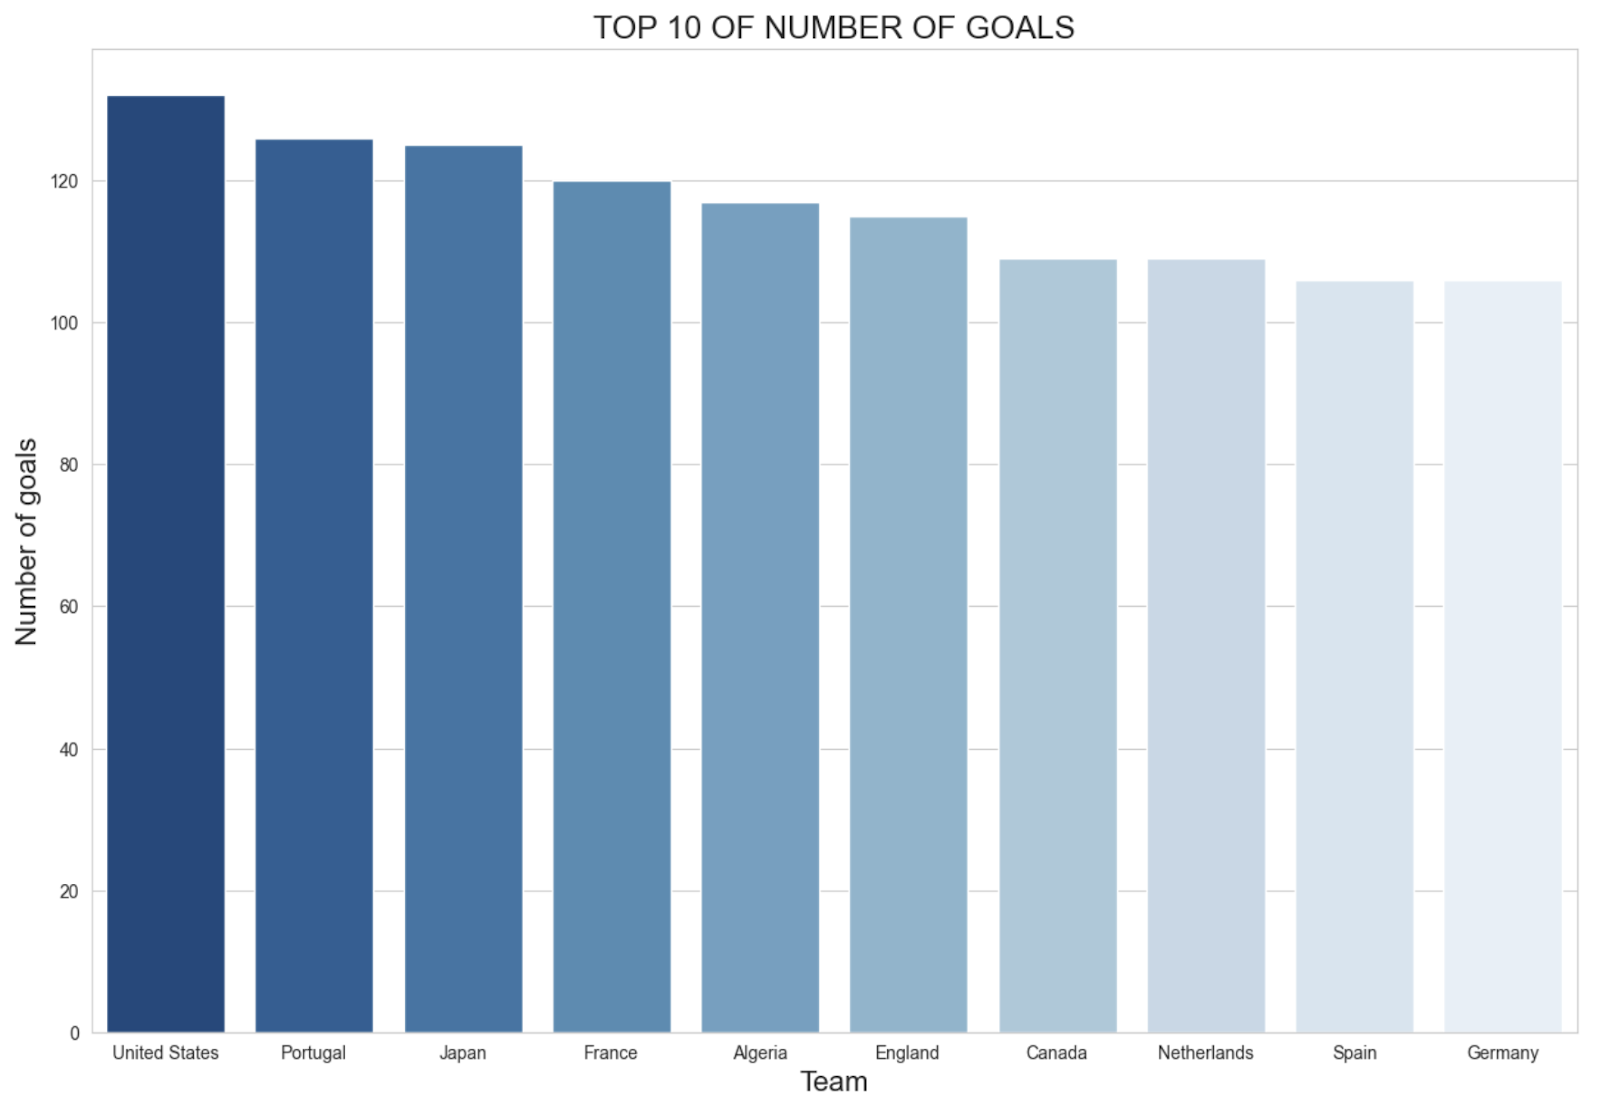 TOP 10 OF NUMBER OF GOALS
Number of goals
120
100
80
60
40
20
0
United States Portugal Japan France Algeria England Canada Netherlands Spain Germany
Team